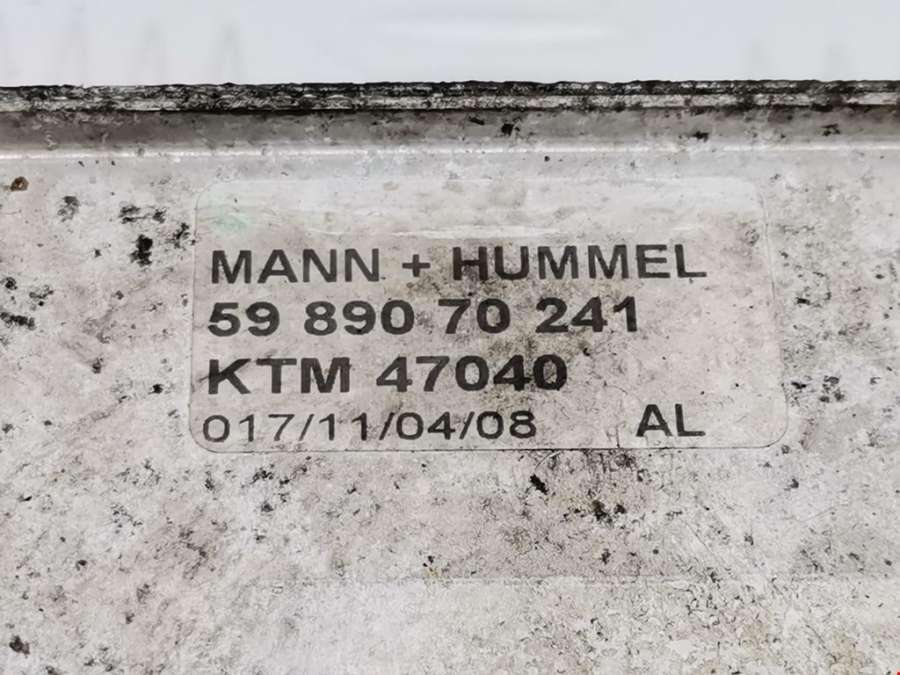 MANN + HUMMEL
59 890 70 241
KTM 47040
017/11/04/08 AL